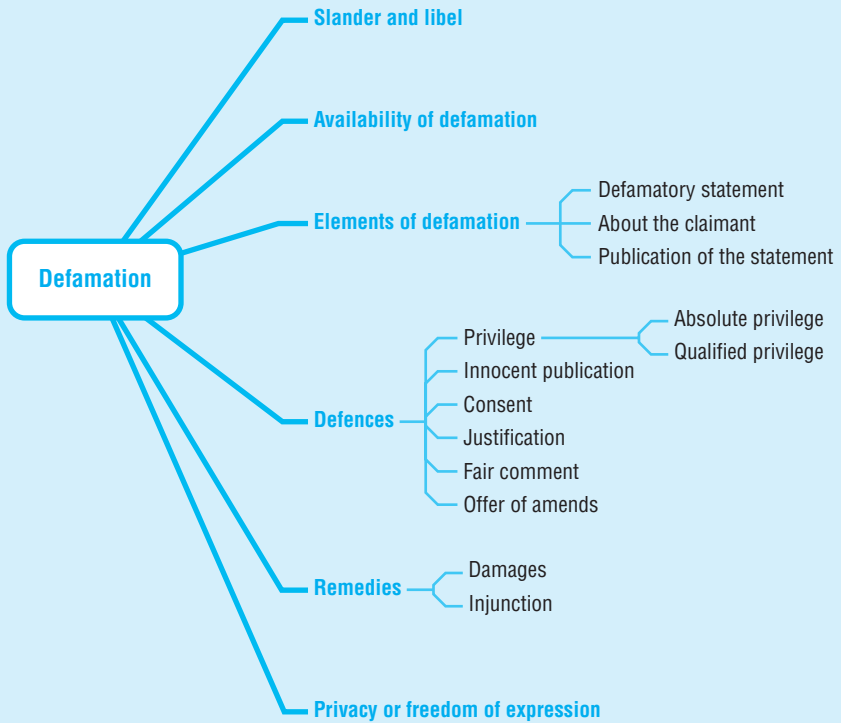 Defamation
Slander and libel
Availability of defamation
Elements of defamation
Defamatory statement
About the claimant
Publication of the statement
Defences
Privilege
Absolute privilege
Qualified privilege
Innocent publication
Consent
Justification
Fair comment
Offer of amends
Remedies
Damages
Injunction
Privacy or freedom of expression